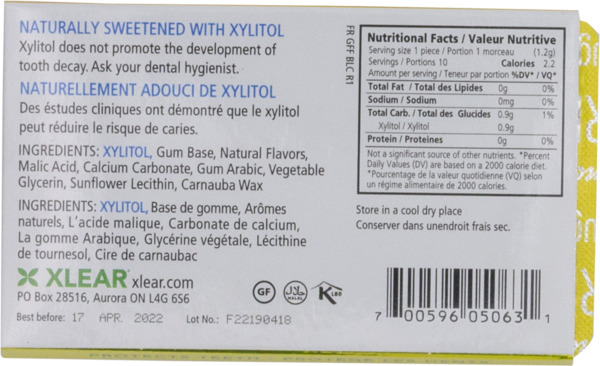 NATURALLY SWEETENED WITH XYLITOL
Xylitol does not promote the development of
tooth decay. Ask your dental hygienist.
NATURELLEMENT ADOUCI DE XYLITOL
Des éstudes cliniques ont démontré que le xylitol
peut réduire le risque de caries.
INGREDIENTS: XYLITOL, Gum Base, Natural Flavors,
Malic Acid, Calcium Carbonate, Gum Arabic, Vegetable
Glycerin, Sunflower Lecithin, Carnauba Wax
INGREDIENTS: XYLITOL, Base de gomme, Arômes
naturels, L'acide malique, Carbonate de calcium,
La gomme Arabique, Glycérine végétale, Lécithine
de tournesol, Cire de carnaubac
XLEAR xlear.com
PO Box 28516, Aurora ON L4G 6S6
Best before: 17 APR. 2022 Lot No.: F22190418
GF
HALAL
K LBD
FR GFF BLC R1
Nutritional Facts / Valeur Nutritive
Serving size 1 piece / Portion 1 morceau (1.2g)
Servings / Portions 10 Calories 2.2
Amount per serving / Teneur par portion %DV* / VQ*
Total Fat / Total des Lipides 0g 0%
Sodium / Sodium 0mg 0%
Total Carb. / Total des Glucides 0.9g 1%
Xylitol / Xylitol 0.9g
Protein / Proteines 0g 0%
Not a significant source of other nutrients. *Percent
Daily Values (DV) are based on a 2000 calorie diet.
*Pourcentage de la valeur quotidienne (VQ) selon
un régime alimentaire de 2000 calories.
Store in a cool dry place
Conserver dans unendroit frais sec.
7 00596 05063 1